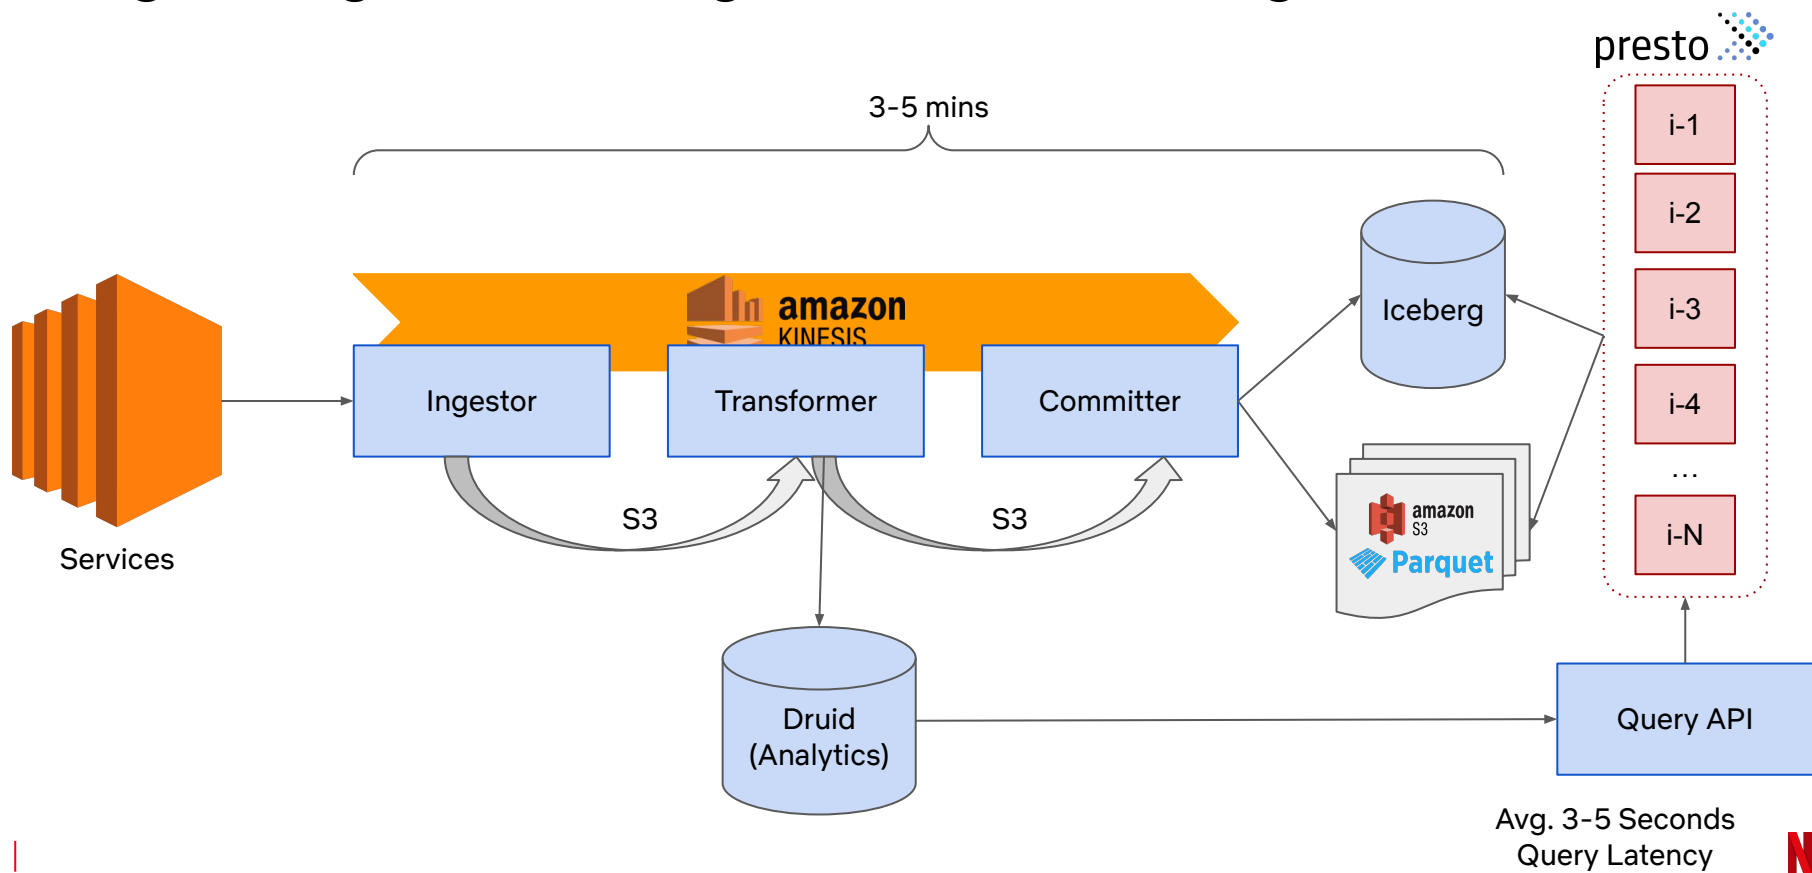 presto
3-5 mins
i-1
i-2
i-3
i-4
...
i-N
amazon
KINESIS
Iceberg
Ingestor
Transformer
Committer
S3
S3
amazon
S3
Parquet
Services
Druid
(Analytics)
Query API
Avg. 3-5 Seconds
Query Latency
N